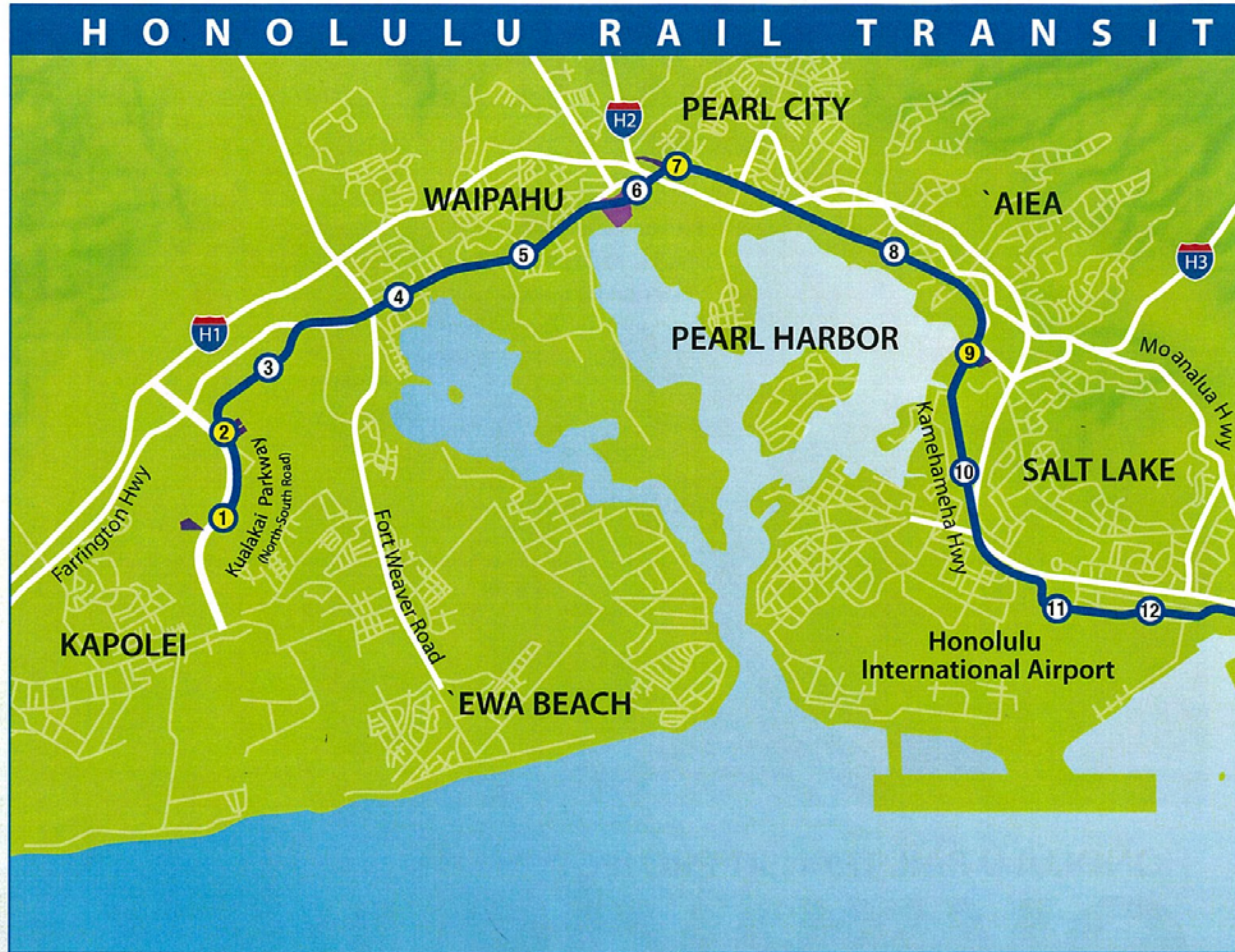 HONOLULU RAIL TRANSIT
PEARL CITY
H2
7
WAIPAHU
6
`AIEA
5
8
H3
4
H1
PEARL HARBOR
Moanalua Hwy
3
9
2
Kualakai Parkway
(North-South Road)
Kamehameha Hwy
10
SALT LAKE
1
Farrington Hwy
Fort Weaver Road
11
12
KAPOLEI
Honolulu
International Airport
`EWA BEACH